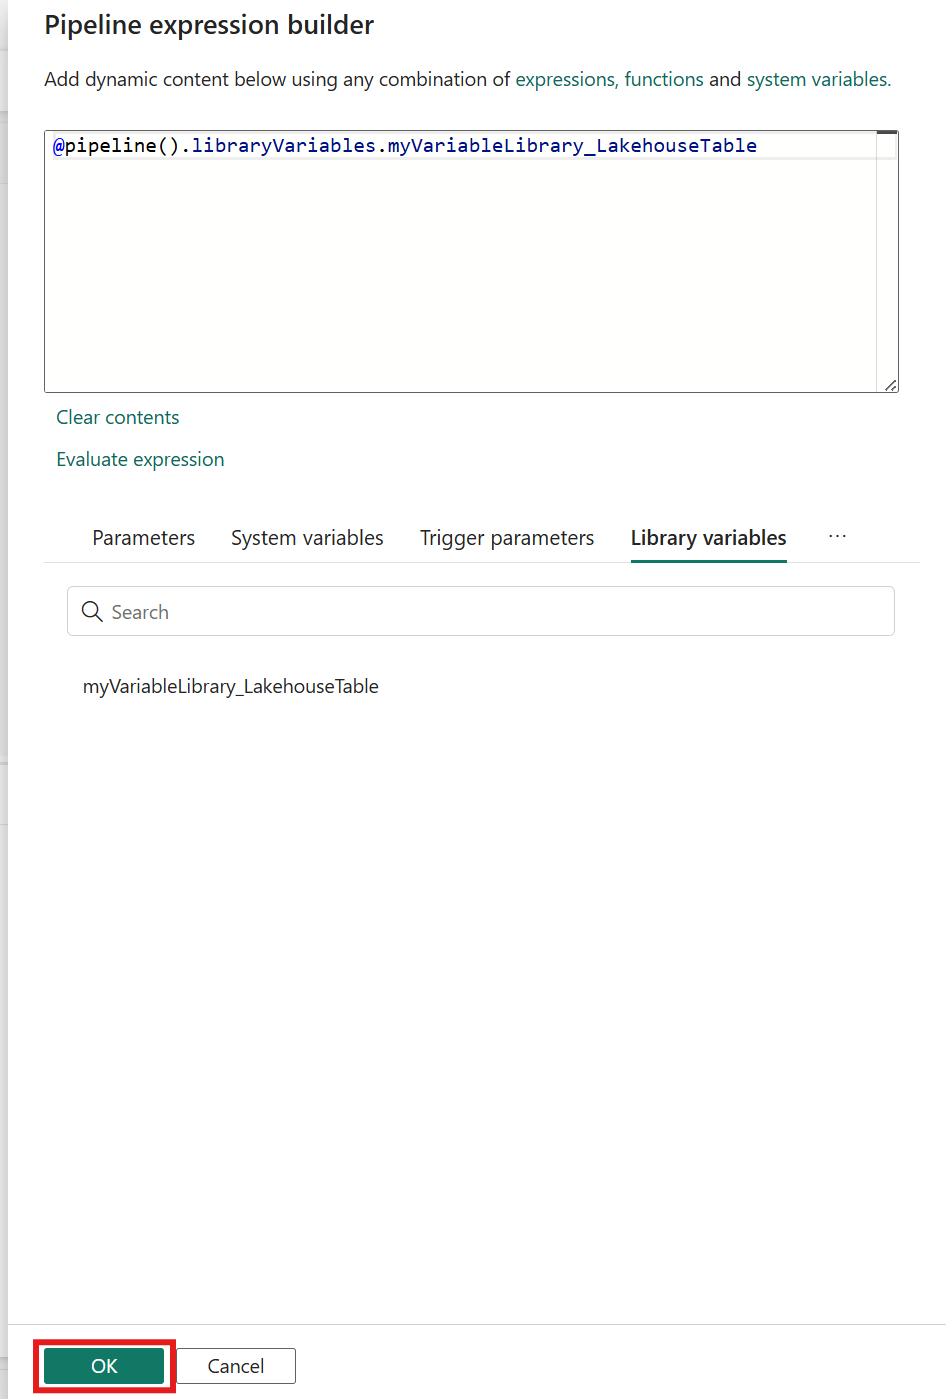 Pipeline expression builder
Add dynamic content below using any combination of expressions, functions and system variables.
@pipeline().libraryVariables.myVariableLibrary_LakehouseTable
Clear contents
Evaluate expression
Parameters System variables Trigger parameters Library variables ...
Search
myVariableLibrary_LakehouseTable
OK Cancel